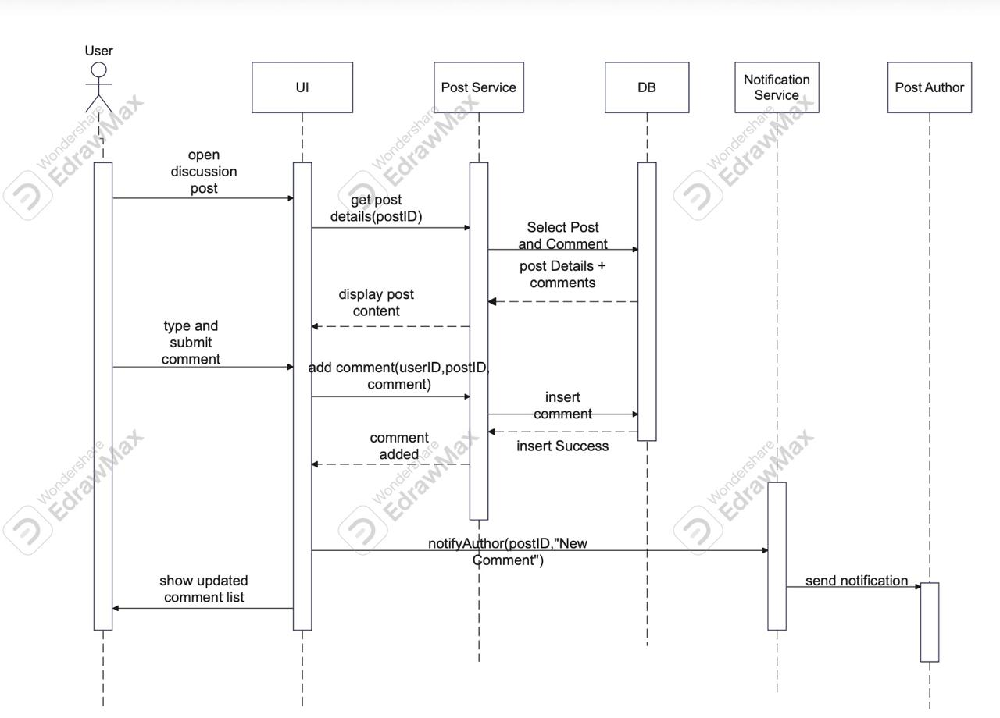 User
UI
Post Service
DB
Notification
Service
Post Author
Wondershare
EdrawMax
Wondershare
EdrawMax
Wondershare
EdrawMax
open
discussion
post
get post
details(postID)
Select Post
and Comment
post Details +
comments
display post
content
type and
submit
comment
add comment(userID,postID,
comment)
insert
comment
insert Success
comment
added
Wondershare
EdrawMax
Wondershare
EdrawMax
Wondershare
EdrawMax
notifyAuthor(postID,"New
Comment")
send notification
show updated
comment list